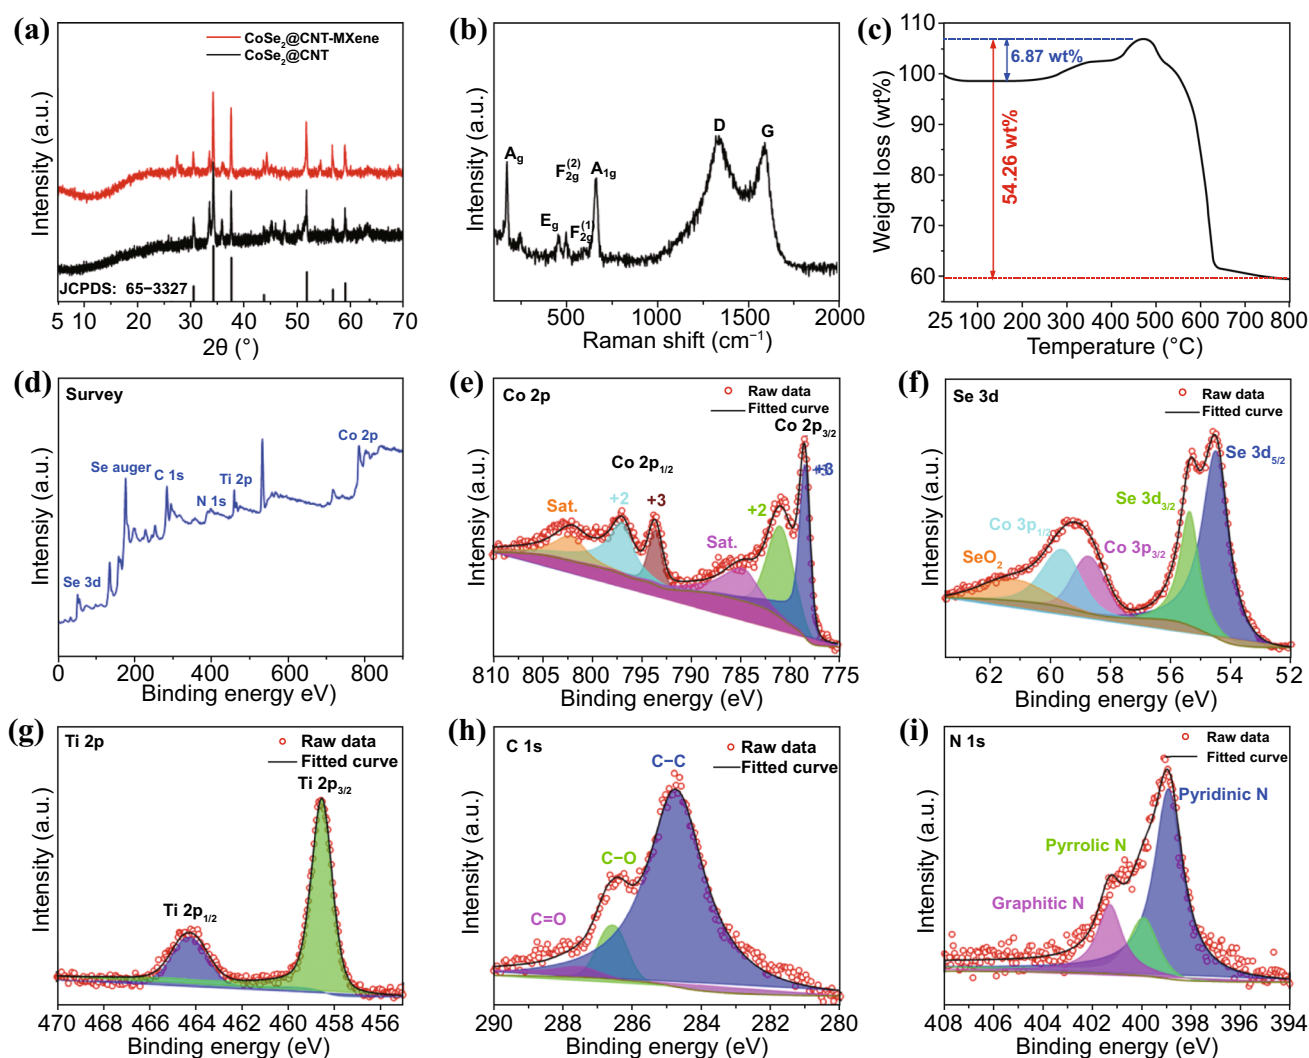 (a)
CoSe₂@CNT-MXene
CoSe₂@CNT
Intensity (a.u.)
JCPDS: 65−3327
5 10 20 30 40 50 60 70
2θ (°)
(b)
Intensity (a.u.)
A_g
E_g
F_2g^(2)
F_2g^(1)
A_1g
D
G
500 1000 1500 2000
Raman shift (cm⁻¹)
(c)
Weight loss (wt%)
110
100
90
80
70
60
6.87 wt%
54.26 wt%
25 100 200 300 400 500 600 700 800
Temperature (°C)
(d)
Survey
Intensiy (a.u.)
Se 3d
Se auger
C 1s
N 1s
Ti 2p
Co 2p
0 200 400 600 800
Binding energy eV)
(e)
Co 2p
Raw data
Fitted curve
Intensiy (a.u.)
Co 2p₃/₂
Co 2p₁/₂
+3
+2
+3
+2
Sat.
Sat.
810 805 800 795 790 785 780 775
Binding energy (eV)
(f)
Se 3d
Raw data
Fitted curve
Intensiy (a.u.)
Se 3d₅/₂
Se 3d₃/₂
Co 3p₁/₂
Co 3p₃/₂
SeO₂
62 60 58 56 54 52
Binding energy (eV)
(g)
Ti 2p
Raw data
Fitted curve
Intensity (a.u.)
Ti 2p₃/₂
Ti 2p₁/₂
470 468 466 464 462 460 458 456
Binding energy (eV)
(h)
C 1s
Raw data
Fitted curve
Intensity (a.u.)
C−C
C−O
C=O
290 288 286 284 282 280
Binding energy (eV)
(i)
N 1s
Raw data
Fitted curve
Intensity (a.u.)
Pyridinic N
Pyrrolic N
Graphitic N
408 406 404 402 400 398 396 394
Binding energy (eV)